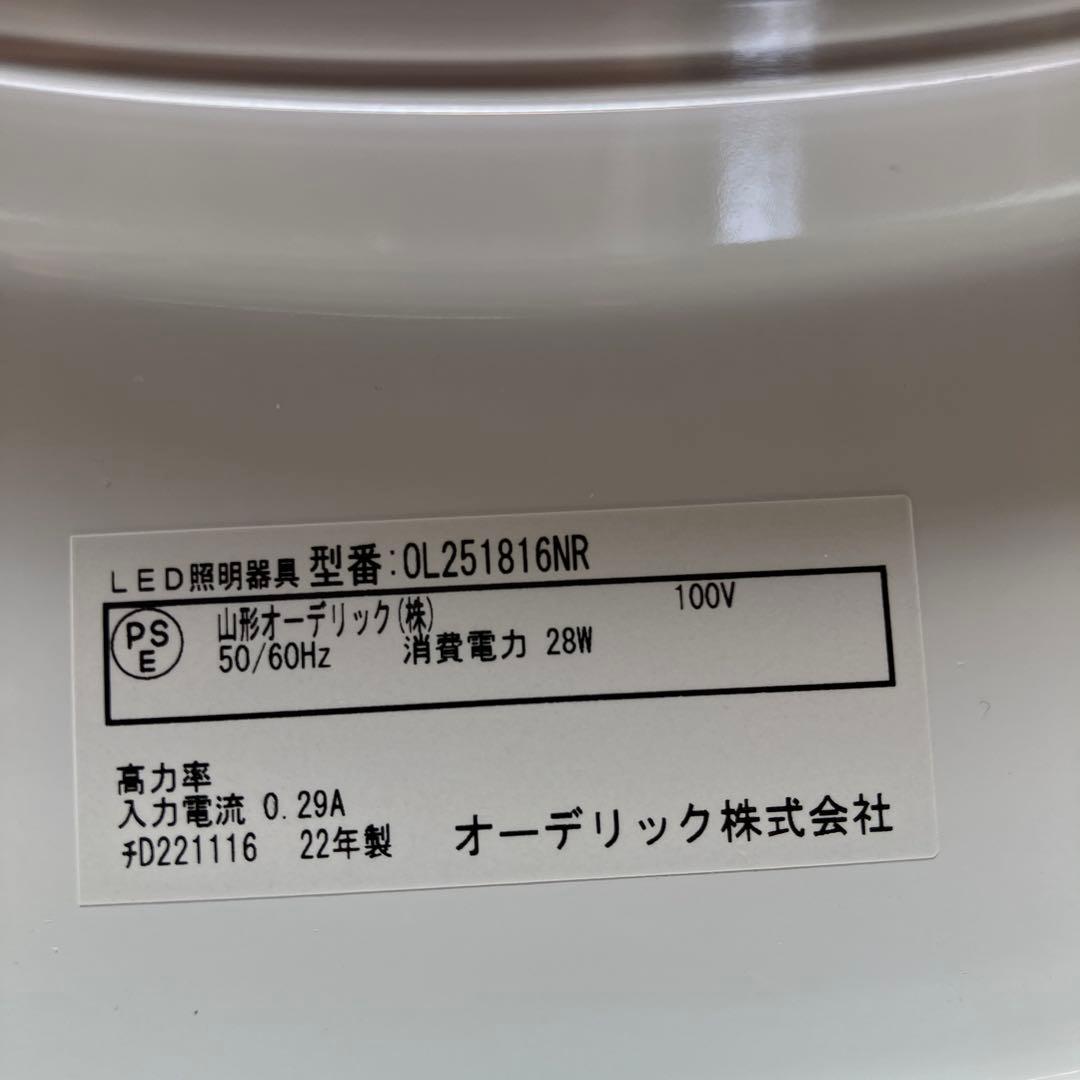 LED照明器具 型番:OL251816NR
PS
E
山形オーデリック(株) 100V
50/60Hz 消費電力 28W
高力率
入力電流 0.29A
ﾁD221116 22年製
オーデリック株式会社